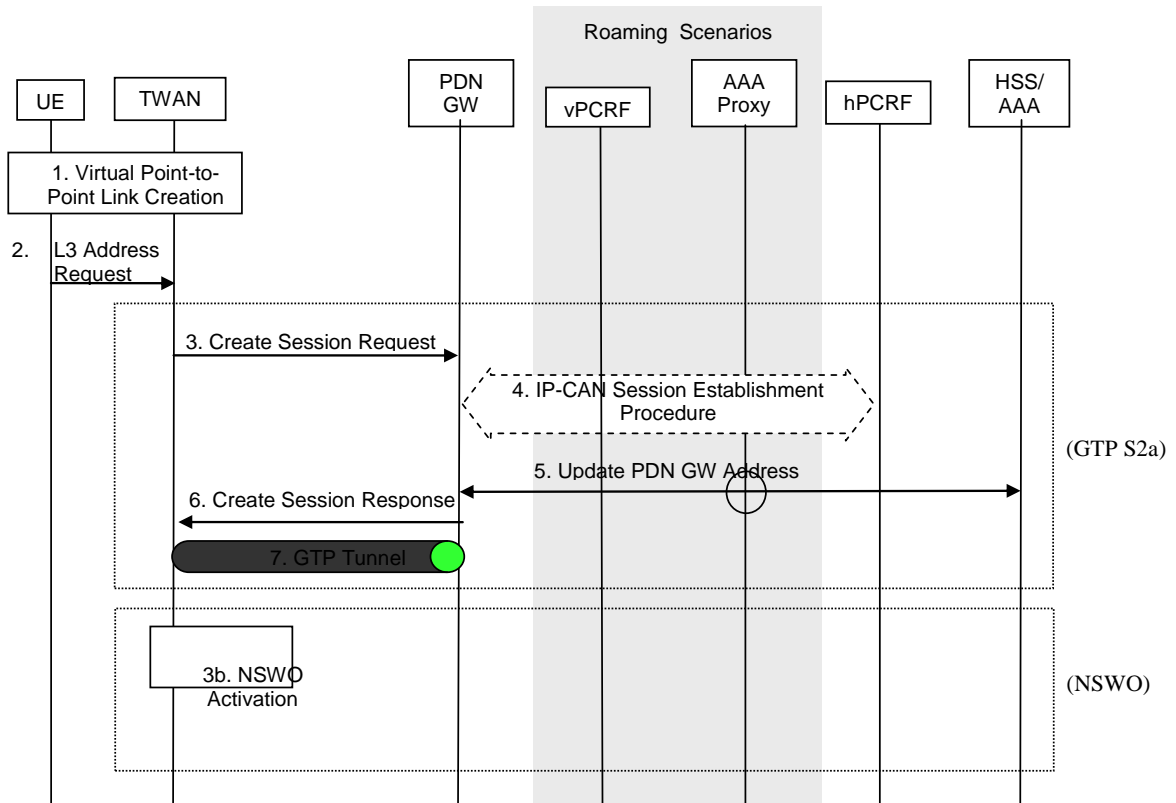 Roaming Scenarios
UE
TWAN
PDN
GW
vPCRF
AAA
Proxy
hPCRF
HSS/
AAA
1. Virtual Point-to-
Point Link Creation
2. L3 Address
Request
3. Create Session Request
4. IP-CAN Session Establishment
Procedure
(GTP S2a)
5. Update PDN GW Address
6. Create Session Response
7. GTP Tunnel
3b. NSWO
Activation
(NSWO)